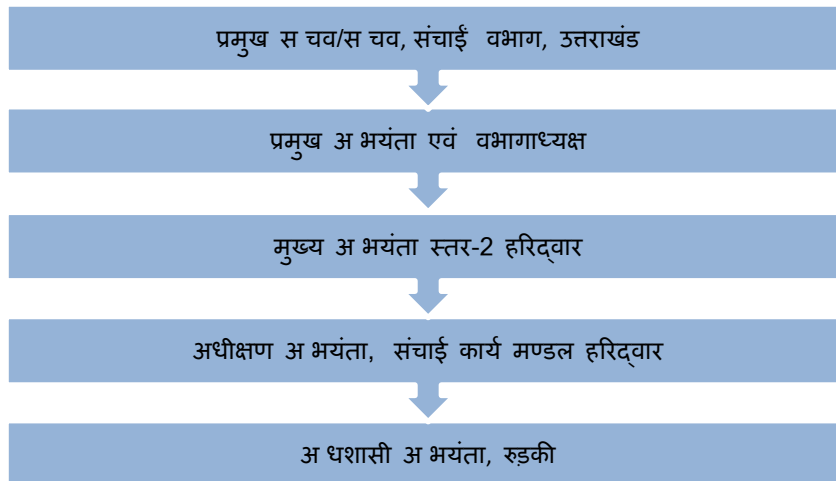 प्रमुख स चव/स चव, संचाईं वभाग, उत्तराखंड
प्रमुख अ भयंता एवं वभागाध्यक्ष
मुख्य अ भयंता स्तर-2 हरिद्वार
अधीक्षण अ भयंता, संचाई कार्य मण्डल हरिद्वार
अ धशासी अ भयंता, रुड़की